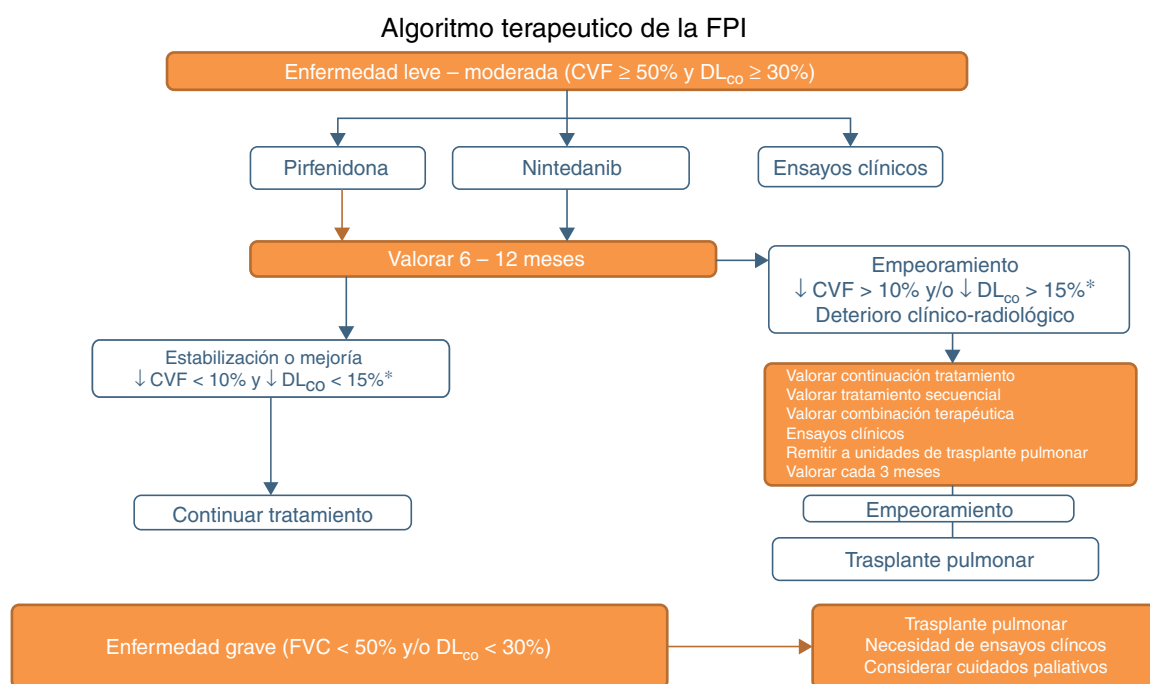 Algoritmo terapeutico de la FPI
Enfermedad leve – moderada (CVF ≥ 50% y DLco ≥ 30%)
Pirfenidona
Nintedanib
Ensayos clínicos
Valorar 6 – 12 meses
Empeoramiento
↓ CVF > 10% y/o ↓ DLco > 15%*
Deterioro clínico-radiológico
Estabilización o mejoría
↓ CVF < 10% y ↓ DLco < 15%*
Valorar continuación tratamiento
Valorar tratamiento secuencial
Valorar combinación terapéutica
Ensayos clínicos
Remitir a unidades de trasplante pulmonar
Valorar cada 3 meses
Continuar tratamiento
Empeoramiento
Trasplante pulmonar
Enfermedad grave (FVC < 50% y/o DLco < 30%)
Trasplante pulmonar
Necesidad de ensayos clíncos
Considerar cuidados paliativos